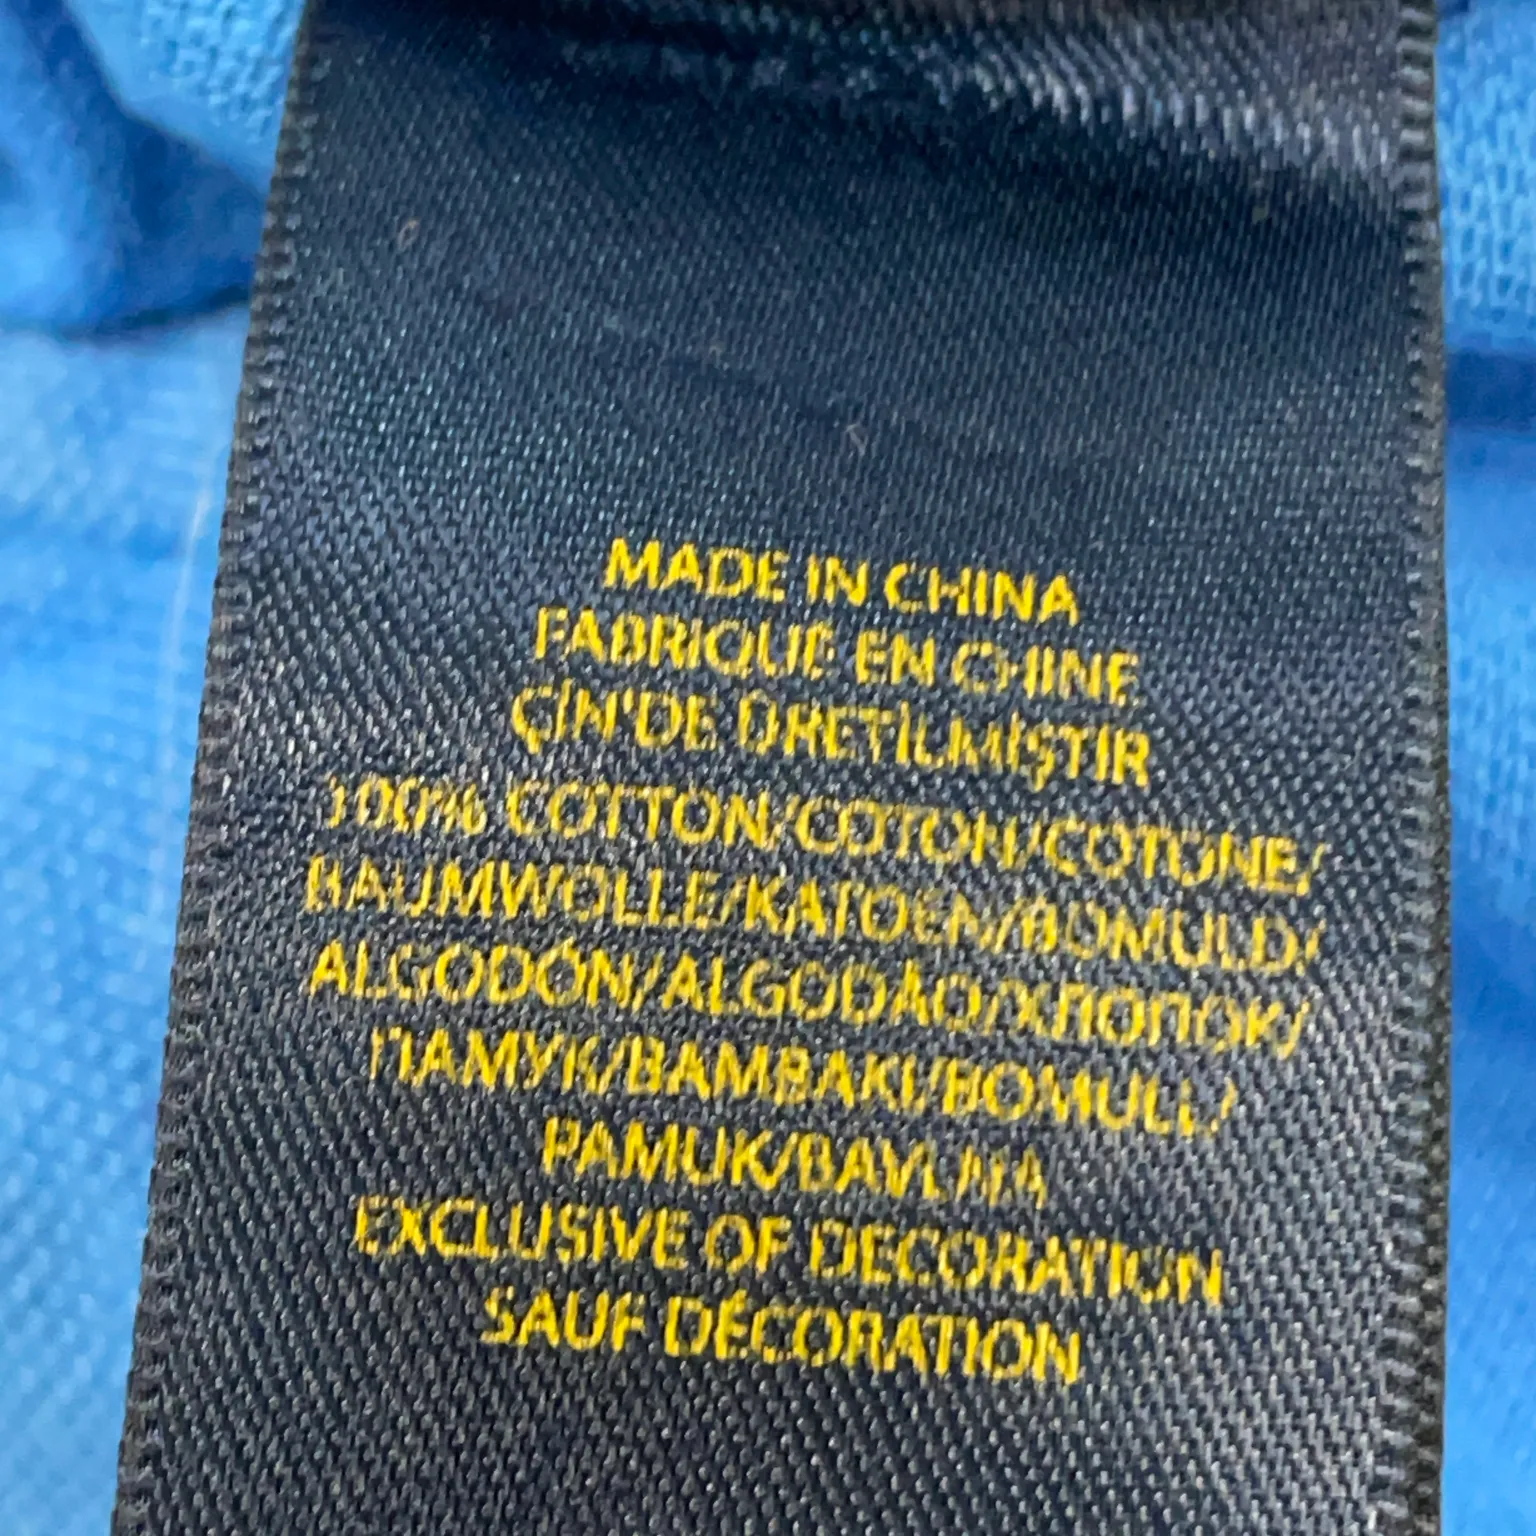 MADE IN CHINA
FABRIQUÉ EN CHINE
ÇİN'DE ÜRETİLMİŞTİR
100% COTTON/COTON/COTONE/
BAUMWOLLE/KATOEN/BOMULD/
ALGODÓN/ALGODÃO/ХЛОПОК/
ПАМУК/BAMBAKI/BOMULL/
PAMUK/BAVLNA
EXCLUSIVE OF DECORATION
SAUF DÉCORATION